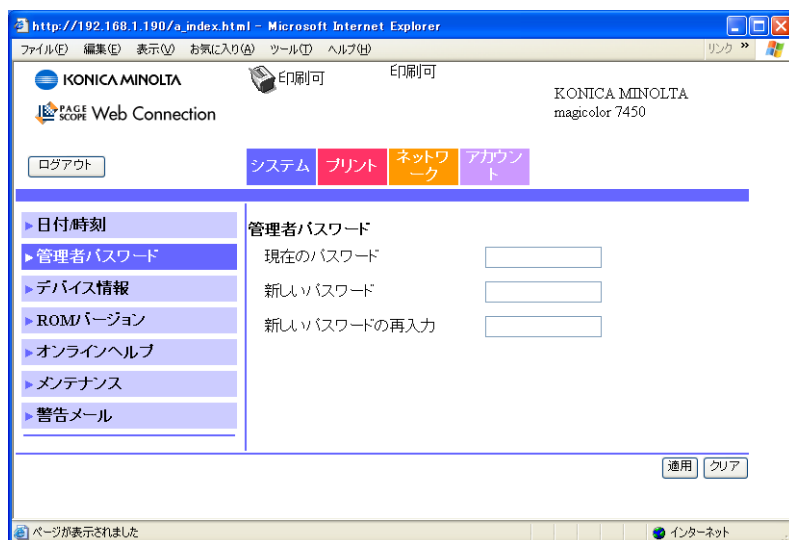 http://192.168.1.190/a_index.html - Microsoft Internet Explorer
ファイル(F) 編集(E) 表示(V) お気に入り(A) ツール(T) ヘルプ(H) リンク »
KONICA MINOLTA
印刷可
印刷可
KONICA MINOLTA
magicolor 7450
PAGE SCOPE Web Connection
ログアウト
システム
プリント
ネットワ
ーク
アカウン
ト
日付/時刻
管理者パスワード
デバイス情報
ROMバージョン
オンラインヘルプ
メンテナンス
警告メール
管理者パスワード
現在のパスワード
新しいパスワード
新しいパスワードの再入力
適用 クリア
ページが表示されました インターネット